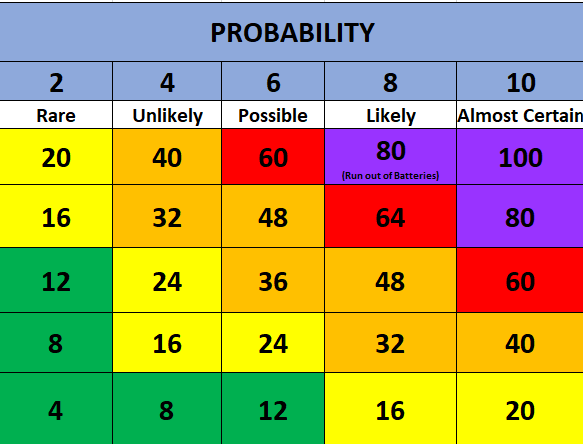 PROBABILITY
2 4 6 8 10
Rare Unlikely Possible Likely Almost Certain
20 40 60 80 100
(Run out of Batteries)
16 32 48 64 80
12 24 36 48 60
8 16 24 32 40
4 8 12 16 20